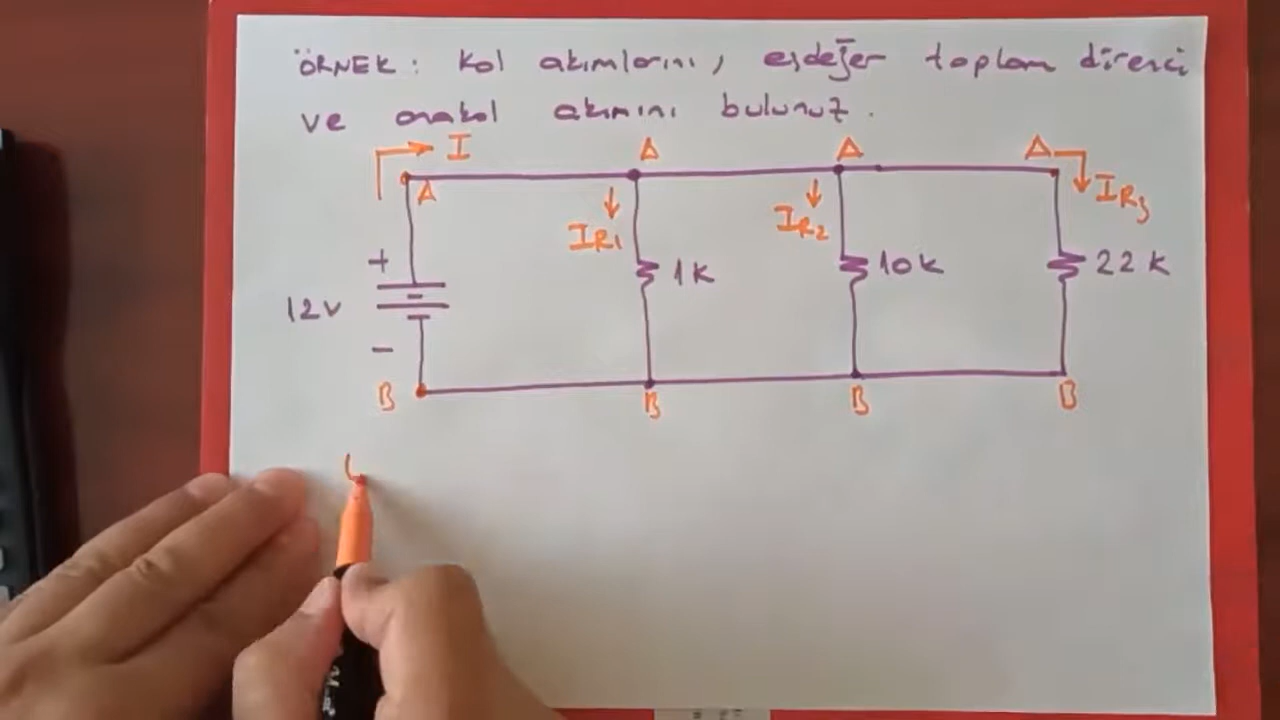 ÖRNEK: Kol akımlarını, eşdeğer toplam direnci
ve anakol akımını bulunuz.
I
A
A
A
A
IR1
IR2
IR3
+
12V
-
1K
10K
22K
B
B
B
B